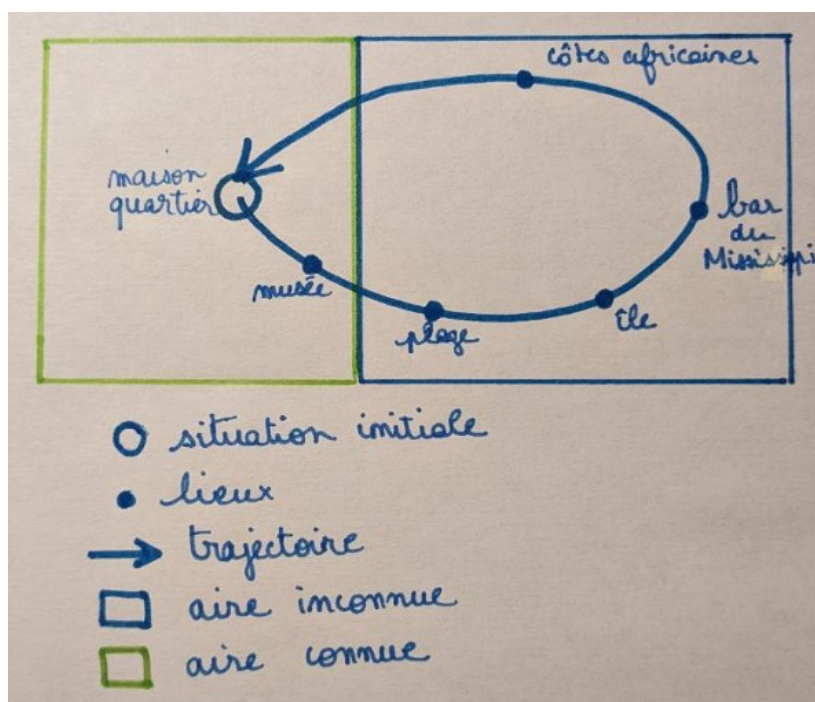 côtes africaines
maison
quartier
bar
du
Mississipi
musée
île
plage
situation initiale
lieux
trajectoire
aire inconnue
aire connue